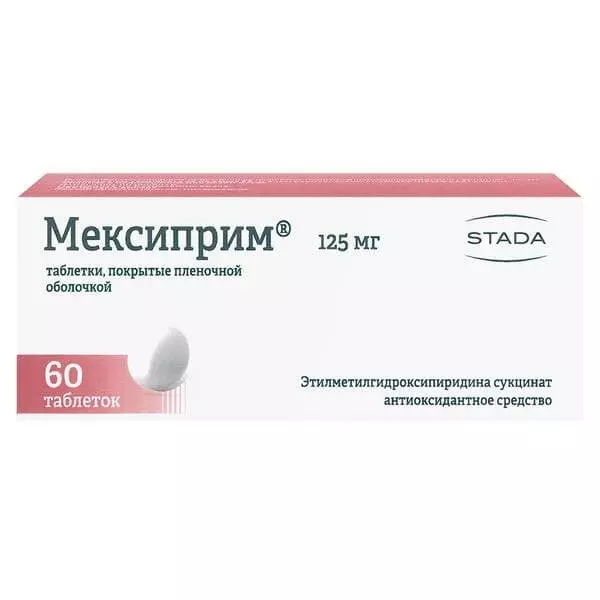 Мексиприм®
125 мг
STADA
таблетки, покрытые пленочной
оболочкой
60
таблеток
Этилметилгидроксипиридина сукцинат
антиоксидантное средство